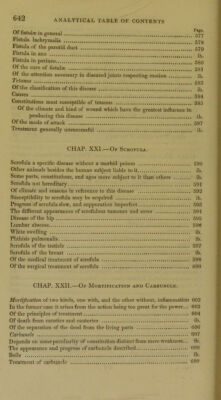 642 ANALYTICAL TABLE OF CONTENTS
Page.
Of fistulæ in general 577
Fistula lachrymalis 578
Fistula of the parotid duct 579
Fistula in ano ib.
Fistula in perinæo 580
Of the cure of fistulæ 581
Of the attention necessary in diseased joints respecting motion ib.
Tetanus 583
Of the classification of this disease ib.
Causes 584
Constitutions most susceptible of tetanus 585
Of the climate and kind of wound which have the greatest influence in
producing this disease ib.
Of the mode of attack 587
Treatment generally unsuccessful ib.
CHAP. XXI.—Of Scrofula.
Scrofula a specific disease without a morbid poison 590
Other animals besides the human subject liable to it ib.
Some parts, constitutions, and ages more subject to it than others ib.
Scrofula not hereditary 591
Of climate and seasons in reference to this disease 592
Susceptibility to scrofula may be acquired ib.
Progress of scrofula slow, and suppuration imperfect 593
The different appearances of scrofulous tumours and sores 594
Disease of the hip 595
Lumbar abscess 596
White swelling ib.
Phthisis pulmonalis ib.
Scrofula of the testicle 597
Scrofula of the breast ib.
Of the medical treatment of scrofula 598
Of the surgical treatment of scrofula 600
CHAP. XXII.—Of Mortification and Carbuncle.
Mortification of two kinds, one with, and the other without, inflammation 602
In the former case it arises from the action being too great for the power 603
Of the principles of treatment 604
Of death from caustics and cauteries ib.
Of the separation of the dead from the living parts 606
Carbuncle 607
Depends on some peculiarity of constitution distinct from mere weakness ib.
The appearance and progress of carbuncle described 608
Boils ib.
Treatment of carbuncle 609